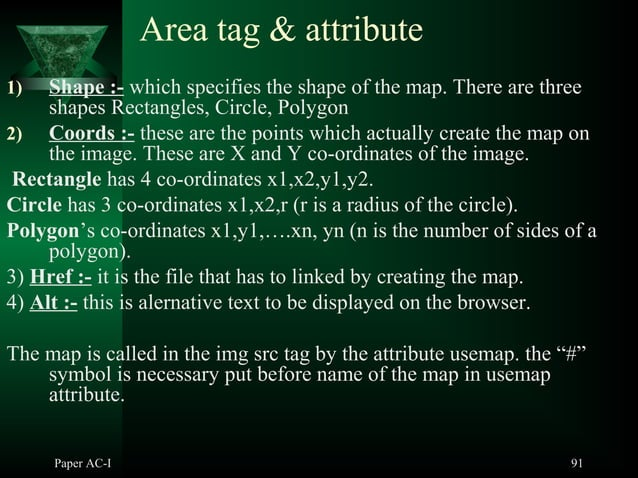 Area tag & attribute
1) Shape :- which specifies the shape of the map. There are three
shapes Rectangles, Circle, Polygon
2) Coords :- these are the points which actually create the map on
the image. These are X and Y co-ordinates of the image.
Rectangle has 4 co-ordinates x1,x2,y1,y2.
Circle has 3 co-ordinates x1,x2,r (r is a radius of the circle).
Polygon’s co-ordinates x1,y1,….xn, yn (n is the number of sides of a
polygon).
3) Href :- it is the file that has to linked by creating the map.
4) Alt :- this is alernative text to be displayed on the browser.
The map is called in the img src tag by the attribute usemap. the “#”
symbol is necessary put before name of the map in usemap
attribute.
Paper AC-I 91